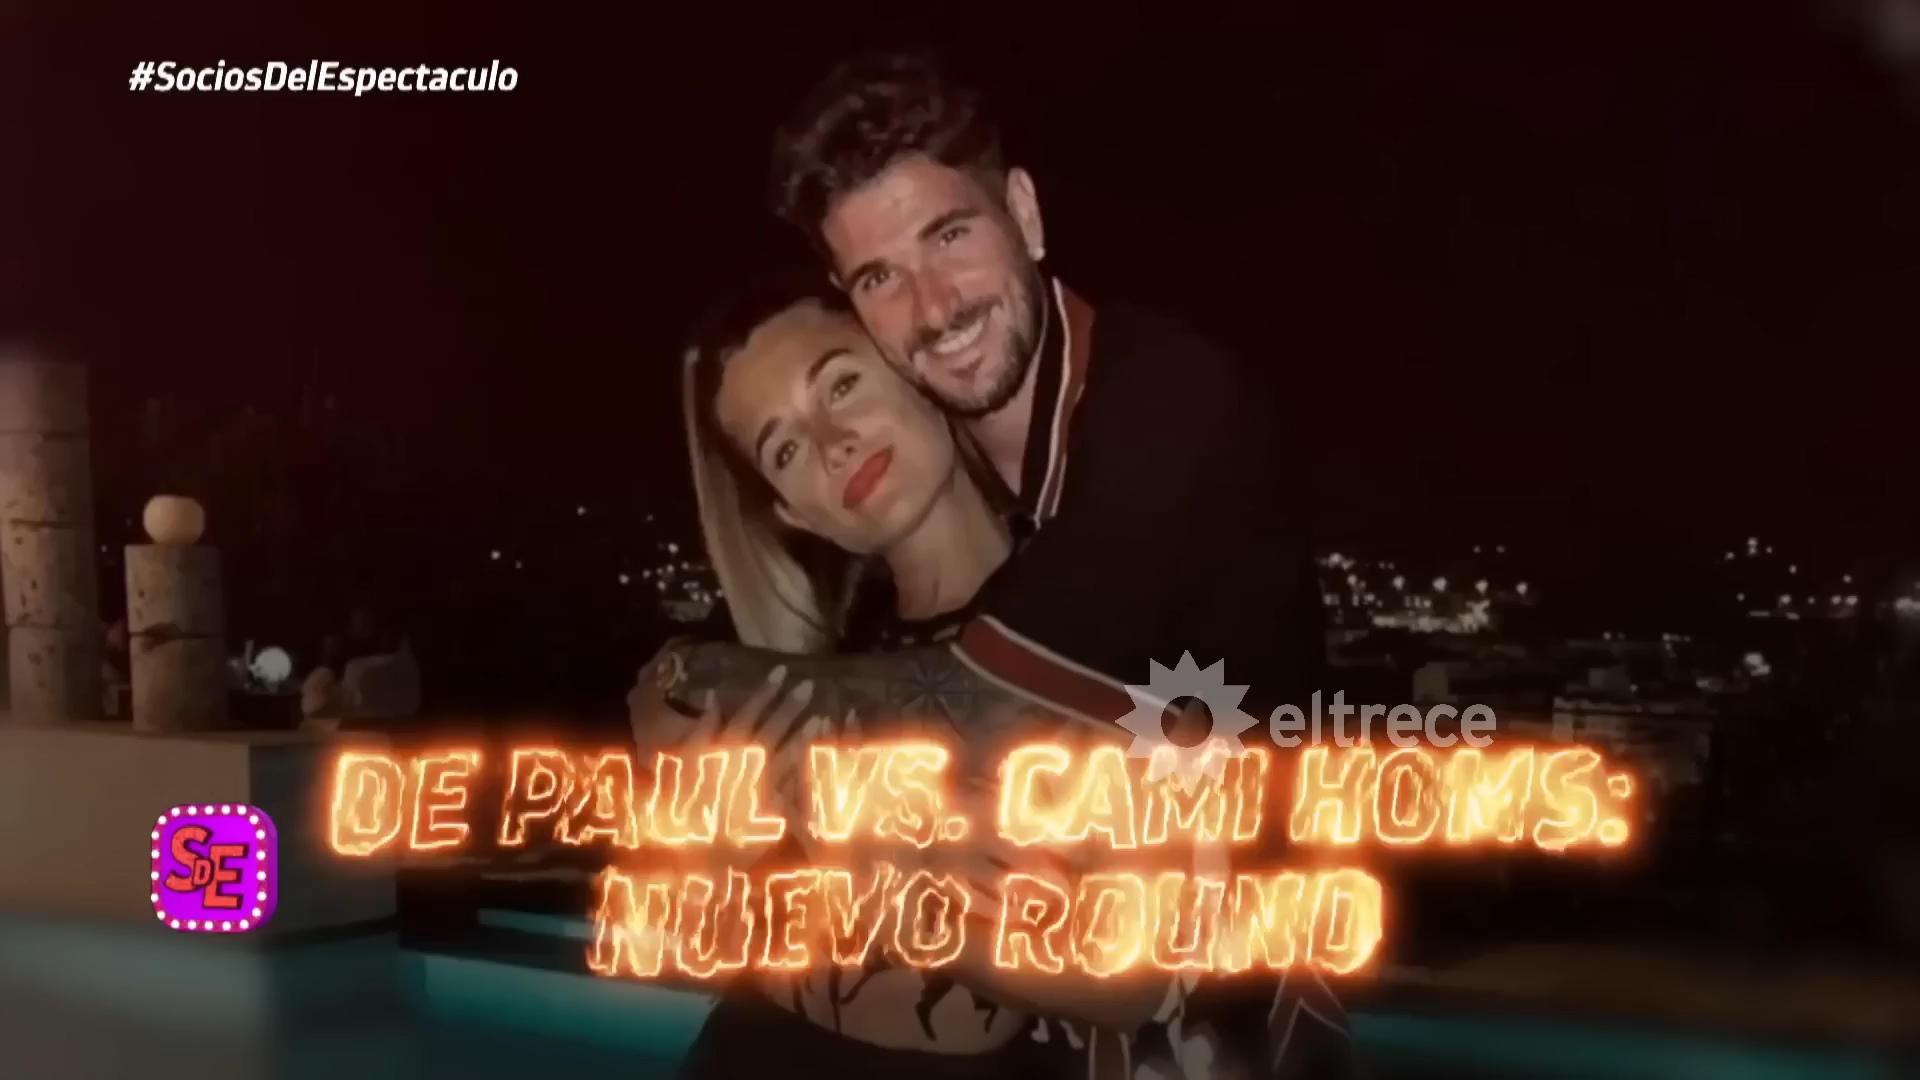 #SociosDelEspectaculo
eltrece
DE PAUL VS. CAMI HOMS:
SDE
NUEVO ROUND